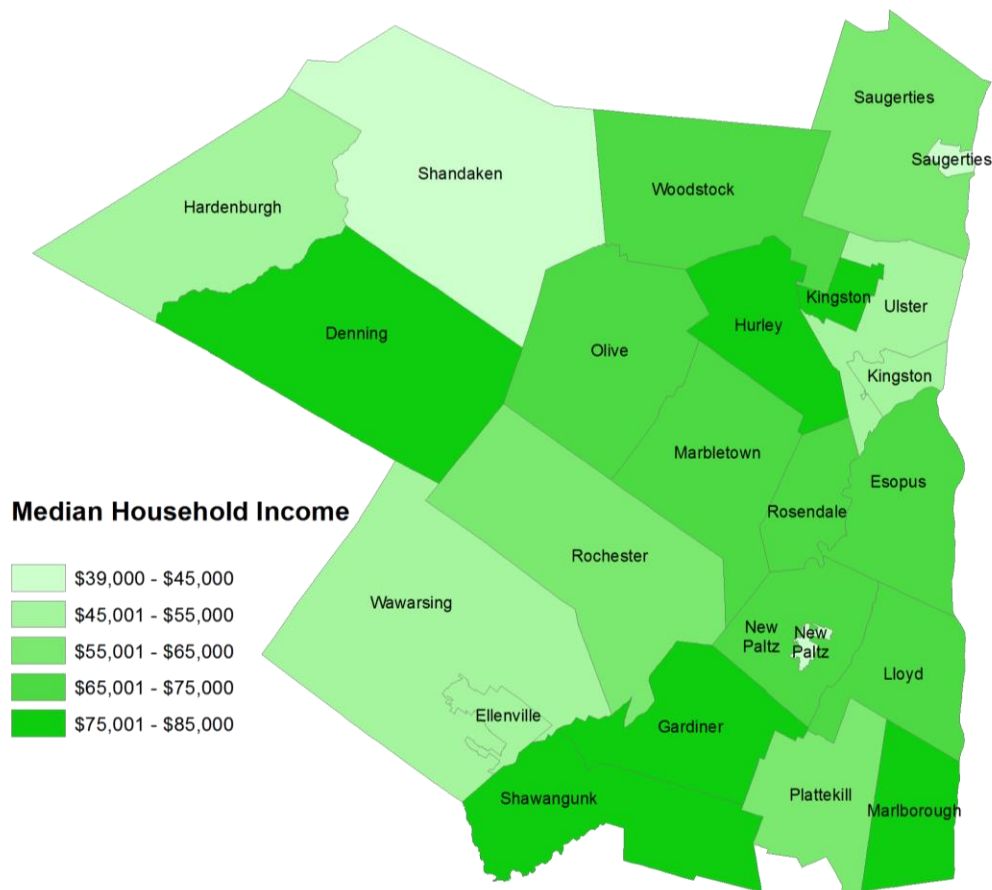 Saugerties
Saugerties
Shandaken
Woodstock
Hardenburgh
Kingston
Ulster
Hurley
Denning
Olive
Kingston
Marbletown
Esopus
Rosendale
Median Household Income
$39,000 - $45,000
$45,001 - $55,000
$55,001 - $65,000
$65,001 - $75,000
$75,001 - $85,000
Rochester
Wawarsing
New
Paltz
New
Paltz
Lloyd
Ellenville
Gardiner
Shawangunk
Plattekill
Marlborough